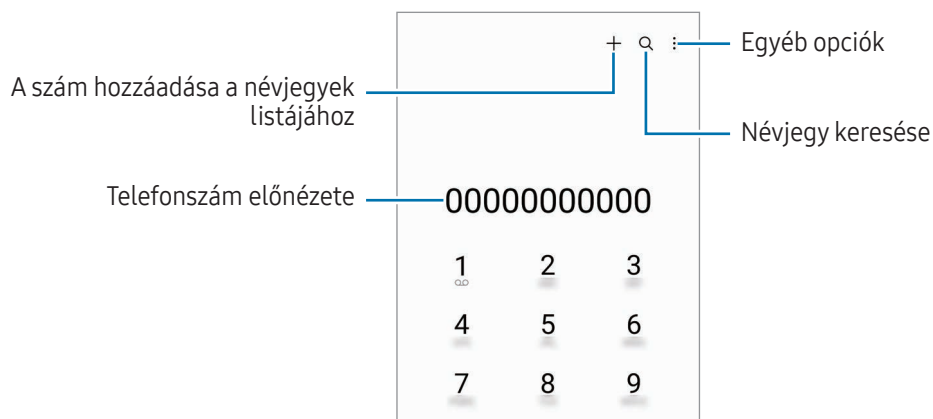 Egyéb opciók
A szám hozzáadása a névjegyek
listájához
Névjegy keresése
Telefonszám előnézete
00000000000
1 2 3
4 5 6
7 8 9